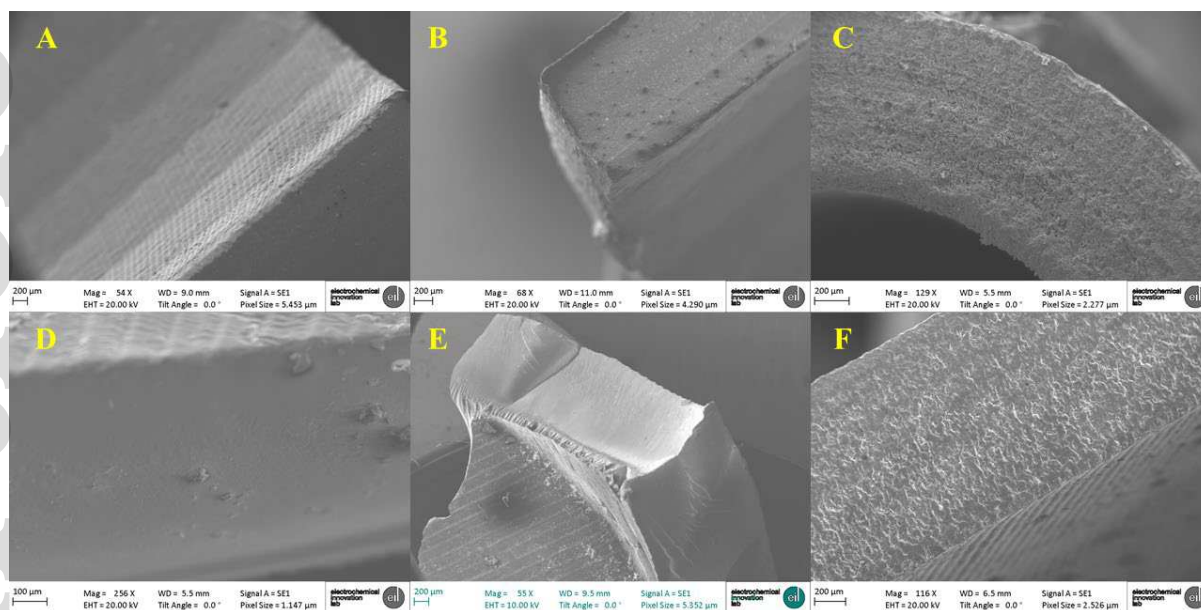 A
B
C
200 µm
Mag = 54 X
WD = 9.0 mm
Signal A = SE1
EHT = 20.00 kV
Tilt Angle = 0.0 °
Pixel Size = 5.453 µm
electrochemical
innovation
lab
eil
200 µm
Mag = 68 X
WD = 11.0 mm
Signal A = SE1
EHT = 20.00 kV
Tilt Angle = 0.0 °
Pixel Size = 4.290 µm
electrochemical
innovation
lab
eil
200 µm
Mag = 129 X
WD = 5.5 mm
Signal A = SE1
EHT = 20.00 kV
Tilt Angle = 0.0 °
Pixel Size = 2.277 µm
electrochemical
innovation
lab
eil
D
E
F
100 µm
Mag = 256 X
WD = 5.5 mm
Signal A = SE1
EHT = 20.00 kV
Tilt Angle = 0.0 °
Pixel Size = 1.147 µm
electrochemical
innovation
lab
eil
200 µm
Mag = 55 X
WD = 9.5 mm
Signal A = SE1
EHT = 10.00 kV
Tilt Angle = 0.0 °
Pixel Size = 5.352 µm
electrochemical
innovation
lab
eil
200 µm
Mag = 116 X
WD = 6.5 mm
Signal A = SE1
EHT = 20.00 kV
Tilt Angle = 0.0 °
Pixel Size = 2.526 µm
electrochemical
innovation
lab
eil